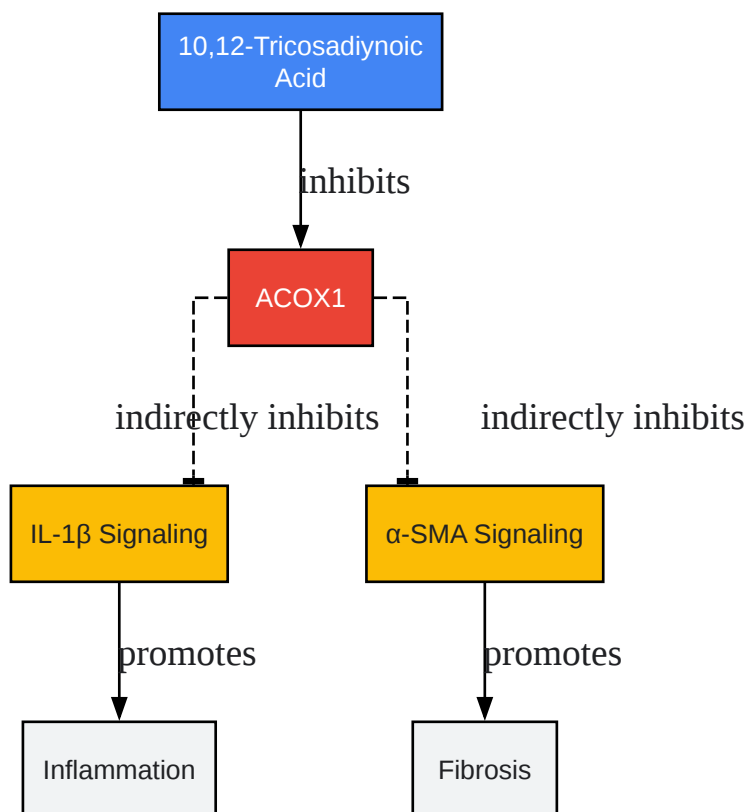 10,12-Tricosadiynoic
Acid
inhibits
ACOX1
indirectly inhibits
indirectly inhibits
IL-1β Signaling
α-SMA Signaling
promotes
promotes
Inflammation
Fibrosis